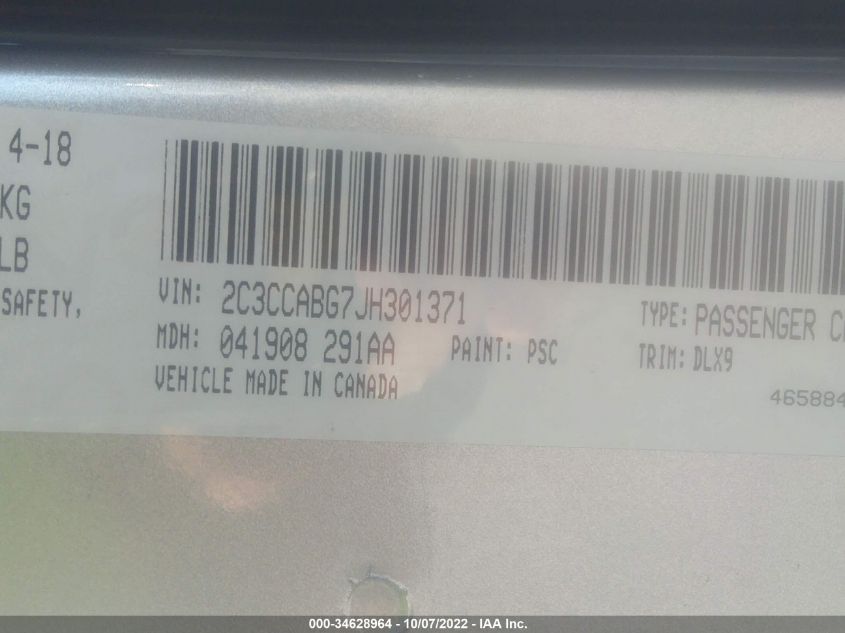 4-18
KG
LB
SAFETY,
VIN: 2C3CCABG7JH301371
TYPE: PASSENGER
MDH: 041908 291AA PAINT: PSC
TRIM: DLX9
VEHICLE MADE IN CANADA
465884
000-34628964 - 10/07/2022 - IAA Inc.